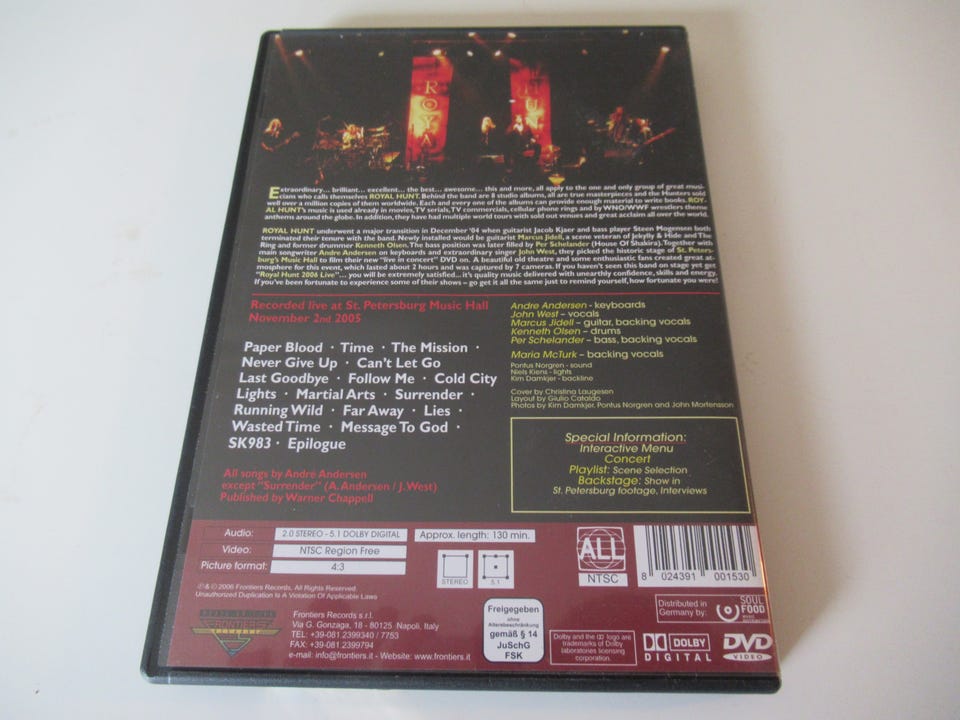 ROYA
HUN
Extraordinary... brilliant... excellent... the best... awesome... this and more, all apply to the one and only group of great musi-
cians who calls themselves ROYAL HUNT. Behind the band are 8 studio albums, all are true masterpieces and the Hunters sold
well over a million copies of them worldwide. Each and every one of the albums can provide enough material to write books. ROY-
AL HUNT's music is used already in movies, TV serials, TV commercials, cellular phone rings and by WNO/WWF wrestlers theme
anthems around the globe. In addition, they have had multiple world tours with sold out venues and great acclaim all over the world.
ROYAL HUNT underwent a major transition in December '04 when guitarist Jacob Kjaer and bass player Steen Mogensen both
terminated their tenure with the band. Newly installed would be guitarist Marcus Jidell, a scene veteran of Jekyll & Hide and The
Ring and former drummer Kenneth Olsen. The bass position was later filled by Per Schelander (House Of Shakira). Together with
main songwriter Andre Andersen on keyboards and extraordinary singer John West, they picked the historic stage of St. Peters-
burg's Music Hall to film their new "live in concert" DVD on. A beautiful old theatre and some enthusiastic fans created great at-
mosphere for this event, which lasted about 2 hours and was captured by 7 cameras. If you haven't seen this band on stage yet get
"Royal Hunt 2006 Live"... you will be extremely satisfied... it's quality music delivered with unearthly confidence, skills and energy.
If you've been fortunate to experience some of their shows – go get it all the same just to remind yourself, how fortunate you were!
Recorded live at St. Petersburg Music Hall
November 2nd 2005
Paper Blood · Time · The Mission ·
Never Give Up · Can't Let Go
Last Goodbye · Follow Me · Cold City
Lights · Martial Arts · Surrender ·
Running Wild · Far Away · Lies ·
Wasted Time · Message To God ·
SK983 · Epilogue
All songs by André Andersen
except "Surrender" (A. Andersen / J. West)
Published by Warner Chappell
Andre Andersen - keyboards
John West – vocals
Marcus Jidell – guitar, backing vocals
Kenneth Olsen – drums
Per Schelander – bass, backing vocals
Maria McTurk – backing vocals
Pontus Norgren - sound
Niels Kiens - lights
Kim Damkjer - backline
Cover by Christina Laugesen
Layout by Giulio Cataldo
Photos by Kim Damkjer, Pontus Norgren and John Mortensson
Special Information:
Interactive Menu
Concert
Playlist: Scene Selection
Backstage: Show in
St. Petersburg footage, Interviews
Audio: 2.0 STEREO - 5.1 DOLBY DIGITAL Approx. length: 130 min.
Video: NTSC Region Free
Picture format: 4:3
STEREO
5.1
ALL
NTSC
8 024391 001530
℗ & © 2006 Frontiers Records. All Rights Reserved.
Unauthorized Duplication Is A Violation Of Applicable Laws
FRONTIERS
RECORDS
Frontiers Records s.r.l.
Via G. Gonzaga, 18 - 80125 Napoli, Italy
TEL: +39-081.2399340 / 7753
FAX: +39-081.2399794
e-mail: info@frontiers.it - Website: www.frontiers.it
Freigegeben
ohne
Altersbeschränkung
gemäß § 14
JuSchG
FSK
Distributed in
Germany by:
SOUL
FOOD
Dolby and the DD logo are
trademarks of Dolby
laboratories licensing
corporation.
DOLBY
DIGITAL
DVD
VIDEO